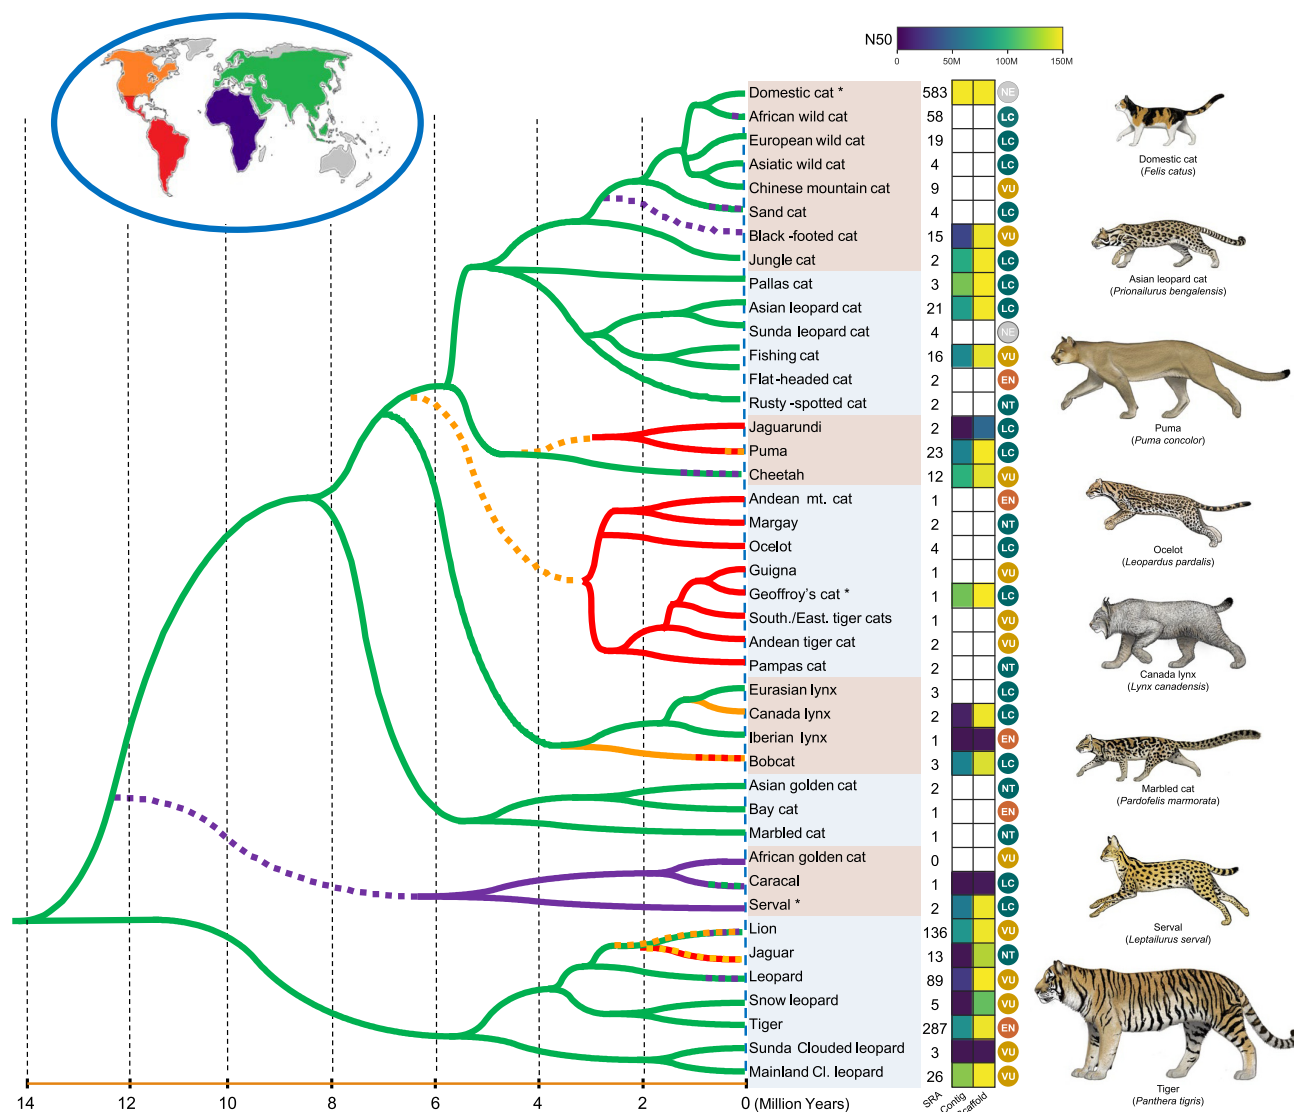 N50
0 50M 100M 150M
Domestic cat * 583 NE
African wild cat 58 LC
European wild cat 19 LC
Asiatic wild cat 4 LC
Chinese mountain cat 9 VU
Sand cat 4 LC
Black -footed cat 15 VU
Jungle cat 2 LC
Pallas cat 3 LC
Asian leopard cat 21 LC
Sunda leopard cat 4 NE
Fishing cat 16 VU
Flat-headed cat 2 EN
Rusty -spotted cat 2 NT
Jaguarundi 2 LC
Puma 23 LC
Cheetah 12 VU
Andean mt. cat 1 EN
Margay 2 NT
Ocelot 4 LC
Guigna 1 VU
Geoffroy's cat * 1 LC
South./East. tiger cats 1 VU
Andean tiger cat 2 VU
Pampas cat 2 NT
Eurasian lynx 3 LC
Canada lynx 2 LC
Iberian lynx 1 EN
Bobcat 3 LC
Asian golden cat 2 NT
Bay cat 1 EN
Marbled cat 1 NT
African golden cat 0 VU
Caracal 1 LC
Serval * 2 LC
Lion 136 VU
Jaguar 13 NT
Leopard 89 VU
Snow leopard 5 VU
Tiger 287 EN
Sunda Clouded leopard 3 VU
Mainland Cl. leopard 26 VU
14 12 10 8 6 4 2 0 (Million Years)
SRA Contig Scaffold
Domestic cat
(Felis catus)
Asian leopard cat
(Prionailurus bengalensis)
Puma
(Puma concolor)
Ocelot
(Leopardus pardalis)
Canada lynx
(Lynx canadensis)
Marbled cat
(Pardofelis marmorata)
Serval
(Leptailurus serval)
Tiger
(Panthera tigris)